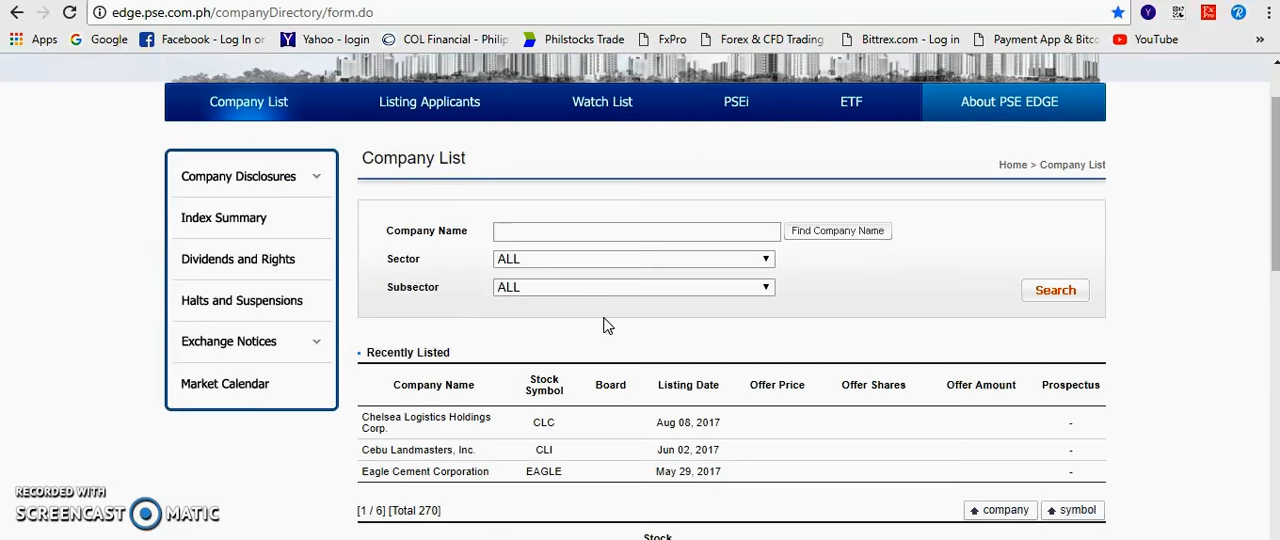 edge.pse.com.ph/companyDirectory/form.do
Apps Google Facebook - Log In or Yahoo - login COL Financial - Philip Philstocks Trade FxPro Forex & CFD Trading Bittrex.com - Log in Payment App & Bitco YouTube »
Company List Listing Applicants Watch List PSEi ETF About PSE EDGE
Company List
Home > Company List
Company Disclosures
Index Summary
Dividends and Rights
Halts and Suspensions
Exchange Notices
Market Calendar
Company Name Find Company Name
Sector ALL
Subsector ALL
Search
Recently Listed
Company Name Stock Symbol Board Listing Date Offer Price Offer Shares Offer Amount Prospectus
Chelsea Logistics Holdings Corp. CLC Aug 08, 2017 -
Cebu Landmasters, Inc. CLI Jun 02, 2017 -
Eagle Cement Corporation EAGLE May 29, 2017 -
[1 / 6] [Total 270] company symbol
Stock
RECORDED WITH
SCREENCAST MATIC